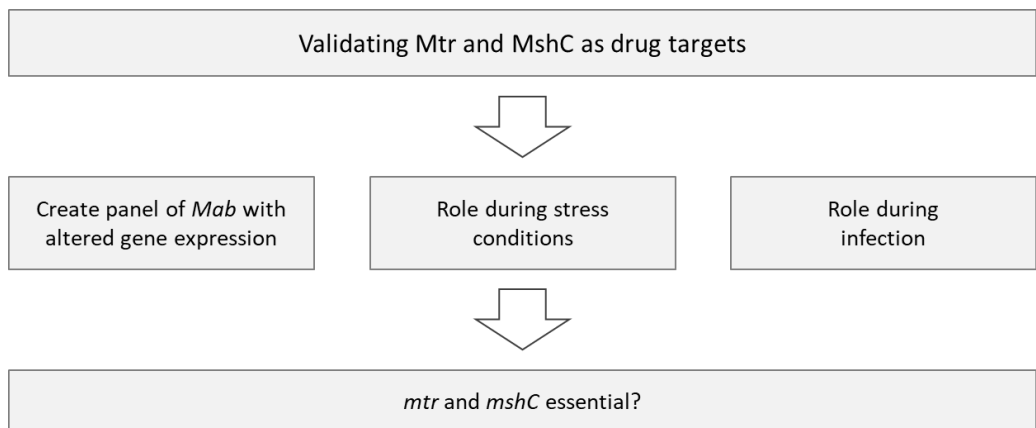 Validating Mtr and MshC as drug targets
Create panel of Mab with
altered gene expression
Role during stress
conditions
Role during
infection
mtr and mshC essential?